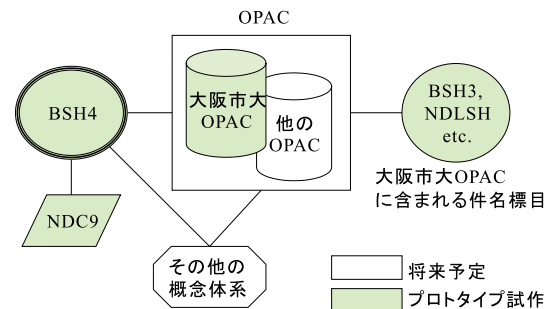 OPAC
大阪市大
OPAC
他の
OPAC
BSH4
BSH3,
NDLSH
etc.
大阪市大OPAC
に含まれる件名標目
NDC9
その他の
概念体系
将来予定
プロトタイプ試作